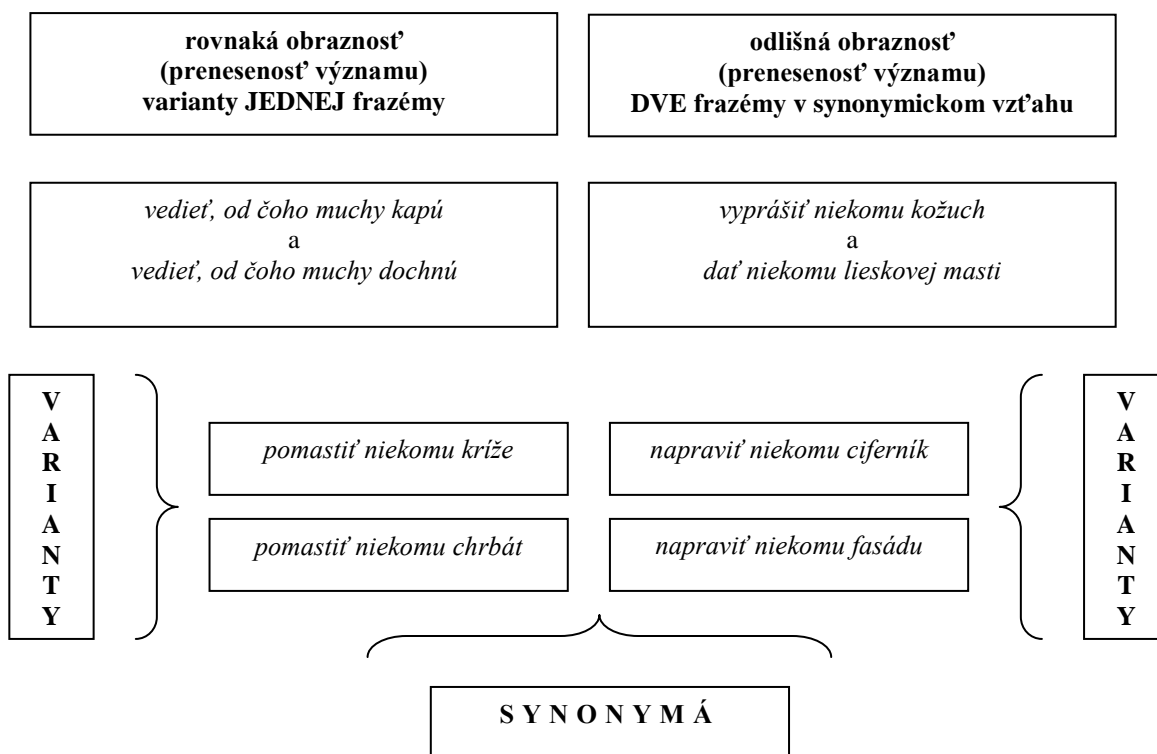 rovnaká obraznosť
(prenesenosť významu)
varianty JEDNEJ frazémy
odlišná obraznosť
(prenesenosť významu)
DVE frazémy v synonymickom vzťahu
vedieť, od čoho muchy kapú
a
vedieť, od čoho muchy dochnú
vyprášiť niekomu kožuch
a
dať niekomu lieskovej masti
V
A
R
I
A
N
T
Y
pomastiť niekomu kríže
napraviť niekomu ciferník
pomastiť niekomu chrbát
napraviť niekomu fasádu
V
A
R
I
A
N
T
Y
S Y N O N Y M Á